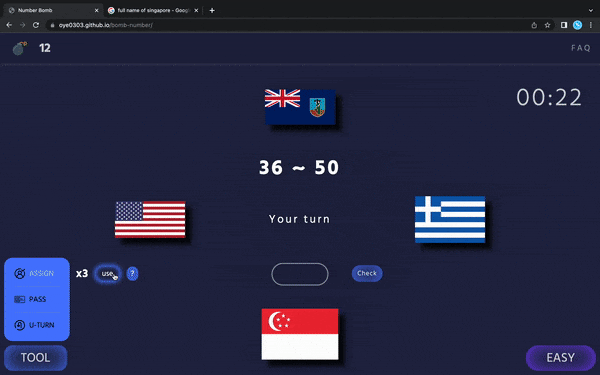 Number Bomb
full name of singapore - Goog
oye0303.github.io/bomb-number/
12
FAQ
00:22
36 ~ 50
Your turn
ASSIGN
x3
use
?
Check
PASS
U-TURN
TOOL
EASY